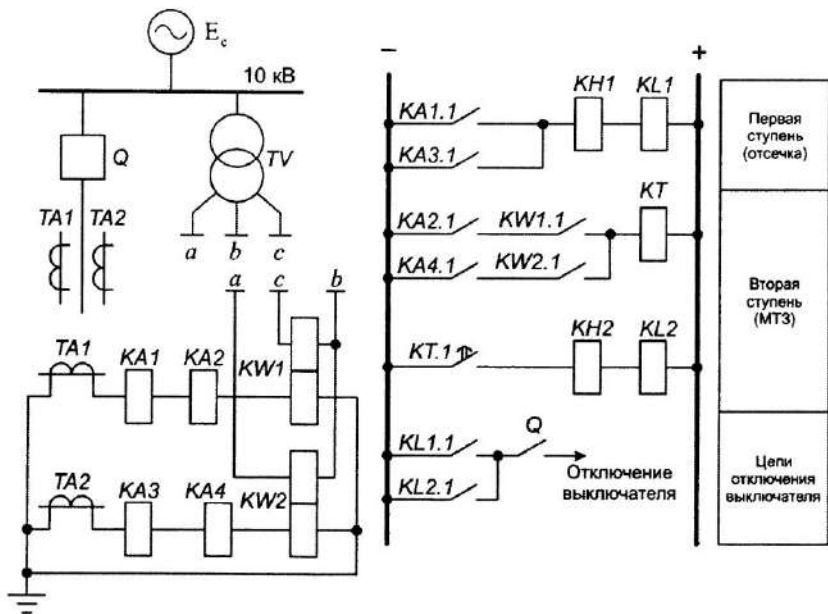 E_c
10 кВ
Q
TV
TA1
TA2
a
b
c
a
c
b
TA1
KA1
KA2
KW1
TA2
KA3
KA4
KW2
–
+
KA1.1
KH1
KL1
KA3.1
KT
KA2.1
KW1.1
KA4.1
KW2.1
KT.1
KH2
KL2
KL1.1
Q
KL2.1
Отключение
выключателя
Первая
ступень
(отсечка)
Вторая
ступень
(МТЗ)
Цепи
отключения
выключателя